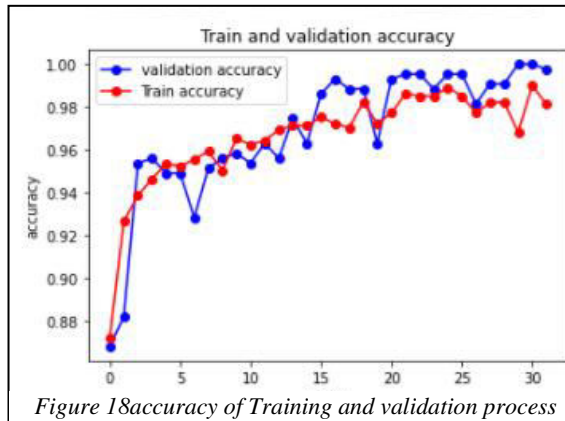 Train and validation accuracy
validation accuracy
Train accuracy
accuracy
1.00
0.98
0.96
0.94
0.92
0.90
0.88
0 5 10 15 20 25 30
Figure 18accuracy of Training and validation process